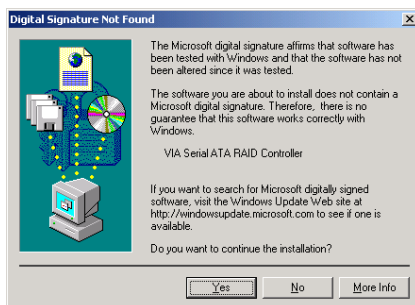 Digital Signature Not Found
The Microsoft digital signature affirms that software has
been tested with Windows and that the software has not
been altered since it was tested.
The software you are about to install does not contain a
Microsoft digital signature. Therefore, there is no
guarantee that this software works correctly with
Windows.
VIA Serial ATA RAID Controller
If you want to search for Microsoft digitally signed
software, visit the Windows Update Web site at
http://windowsupdate.microsoft.com to see if one is
available.
Do you want to continue the installation?
Yes No More Info